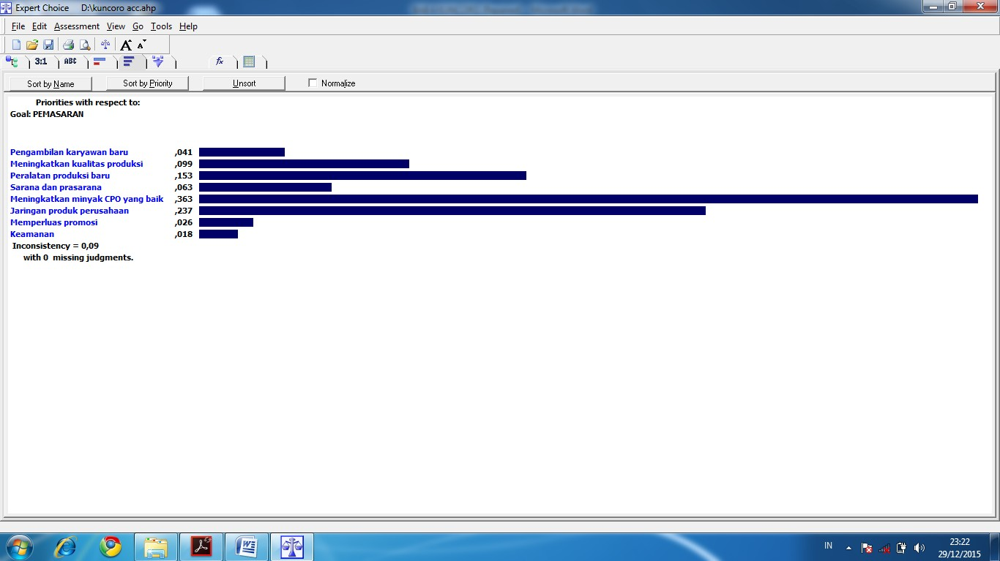 Expert Choice D:\kuncoro acc.ahp
File Edit Assessment View Go Tools Help
A A
3:1 ABC fx
Sort by Name Sort by Priority Unsort Normalize
Priorities with respect to:
Goal: PEMASARAN
Pengambilan karyawan baru ,041
Meningkatkan kualitas produksi ,099
Peralatan produksi baru ,153
Sarana dan prasarana ,063
Meningkatkan minyak CPO yang baik ,363
Jaringan produk perusahaan ,237
Memperluas promosi ,026
Keamanan ,018
Inconsistency = 0,09
with 0 missing judgments.
IN
23:22
29/12/2015